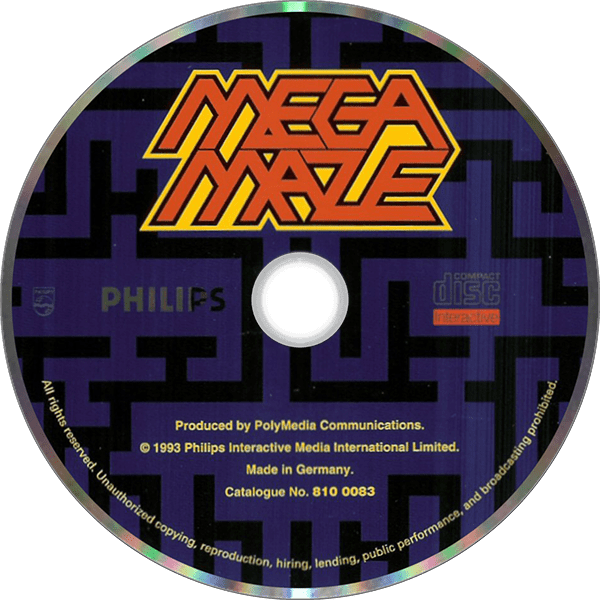 MEGA
MAZE
PHILIPS
COMPACT
disc
Interactive
Produced by PolyMedia Communications.
© 1993 Philips Interactive Media International Limited.
Made in Germany.
Catalogue No. 810 0083
All rights reserved. Unauthorized copying, reproduction, hiring, lending, public performance, and broadcasting prohibited.